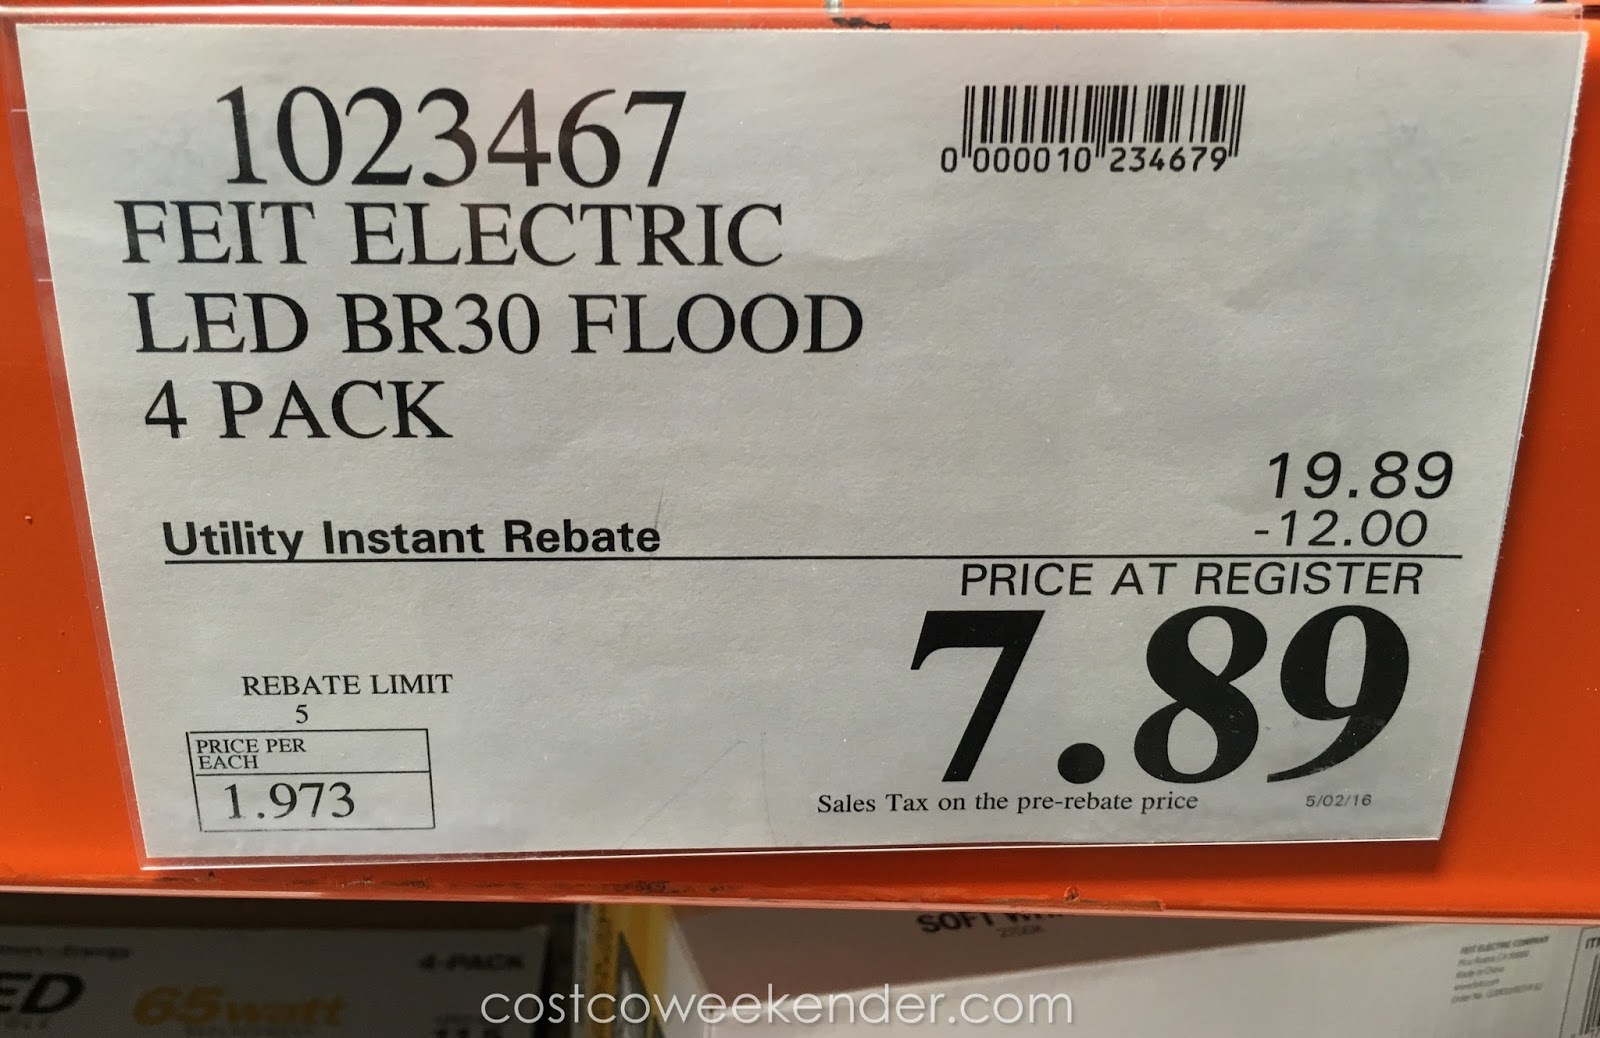 1023467
0 000010 234679
FEIT ELECTRIC
LED BR30 FLOOD
4 PACK
19.89
Utility Instant Rebate -12.00
PRICE AT REGISTER
7.89
REBATE LIMIT
5
PRICE PER
EACH
1.973
Sales Tax on the pre-rebate price 5/02/16
SOFT
4-PACK
65watt
costcoweekender.com